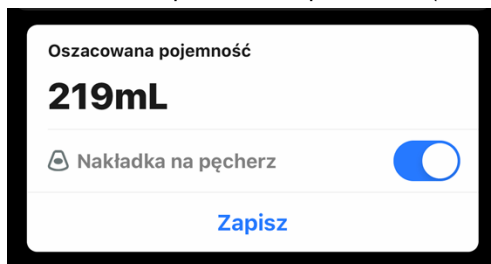 Oszacowana pojemność
219mL
Nakładka na pęcherz
Zapisz